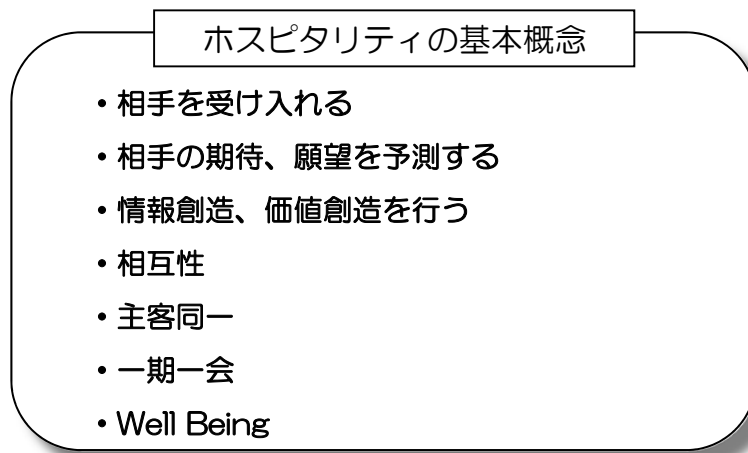 ホスピタリティの基本概念
・相手を受け入れる
・相手の期待、願望を予測する
・情報創造、価値創造を行う
・相互性
・主客同一
・一期一会
・Well Being